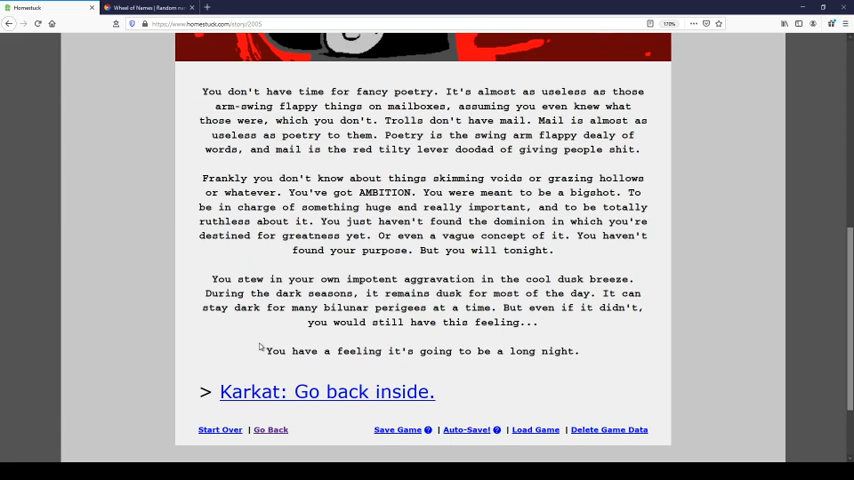 Homestuck
Wheel of Names | Random nam
https://www.homestuck.com/story/2005
170%
You don't have time for fancy poetry. It's almost as useless as those
arm-swing flappy things on mailboxes, assuming you even knew what
those were, which you don't. Trolls don't have mail. Mail is almost as
useless as poetry to them. Poetry is the swing arm flappy dealy of
words, and mail is the red tilty lever doodad of giving people shit.
Frankly you don't know about things skimming voids or grazing hollows
or whatever. You've got AMBITION. You were meant to be a bigshot. To
be in charge of something huge and really important, and to be totally
ruthless about it. You just haven't found the dominion in which you're
destined for greatness yet. Or even a vague concept of it. You haven't
found your purpose. But you will tonight.
You stew in your own impotent aggravation in the cool dusk breeze.
During the dark seasons, it remains dusk for most of the day. It can
stay dark for many bilunar perigees at a time. But even if it didn't,
you would still have this feeling...
You have a feeling it's going to be a long night.
> Karkat: Go back inside.
Start Over | Go Back Save Game ? | Auto-Save! ? | Load Game | Delete Game Data